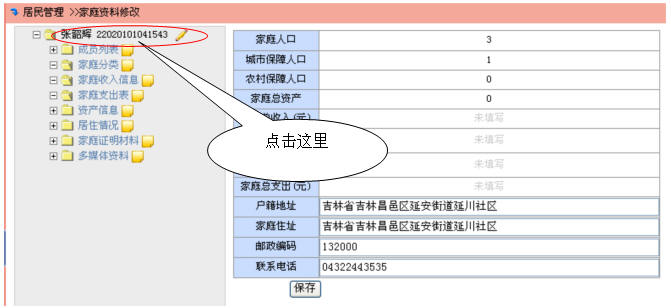 居民管理 >>家庭资料修改
张韶辉 22020101041543
成员列表
家庭分类
家庭收入信息
家庭支出表
资产信息
居住情况
家庭证明材料
多媒体资料
家庭人口 3
城市保障人口 1
农村保障人口 0
家庭总资产 0
收入(元) 未填写
点击这里
未填写
未填写
家庭总支出(元) 未填写
户籍地址 吉林省吉林昌邑区延安街道延川社区
家庭住址 吉林省吉林昌邑区延安街道延川社区
邮政编码 132000
联系电话 04322443535
保存